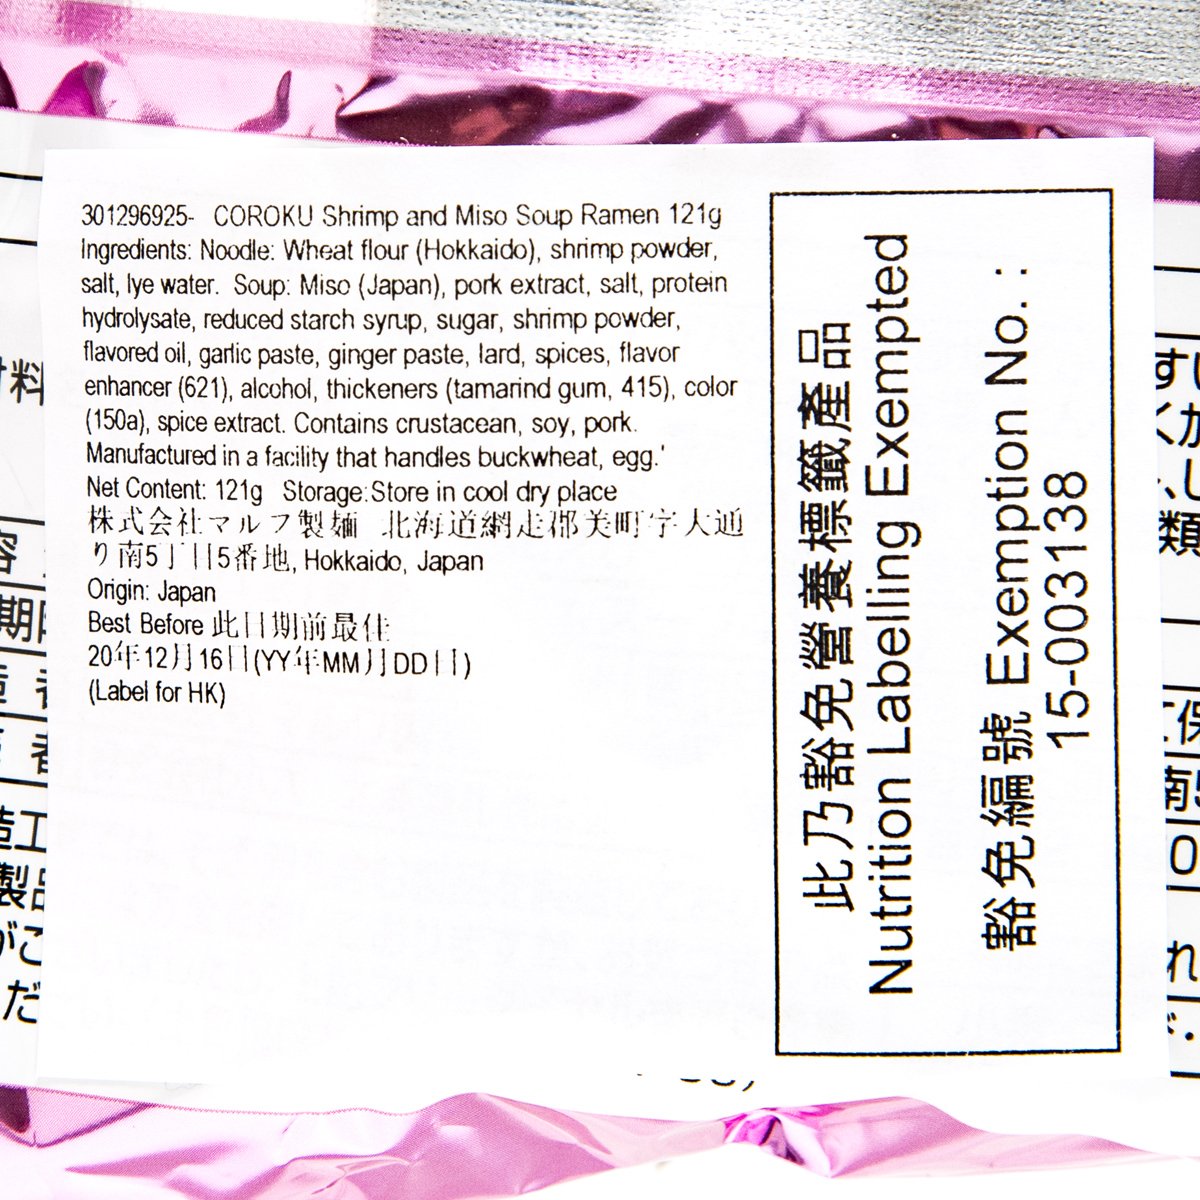 301296925- COROKU Shrimp and Miso Soup Ramen 121g
Ingredients: Noodle: Wheat flour (Hokkaido), shrimp powder,
salt, lye water. Soup: Miso (Japan), pork extract, salt, protein
hydrolysate, reduced starch syrup, sugar, shrimp powder,
flavored oil, garlic paste, ginger paste, lard, spices, flavor
enhancer (621), alcohol, thickeners (tamarind gum, 415), color
(150a), spice extract. Contains crustacean, soy, pork.
Manufactured in a facility that handles buckwheat, egg.'
Net Content: 121g Storage:Store in cool dry place
株式会社マルフ製麺 北海道網走郡美町字大通
り南5丁目5番地, Hokkaido, Japan
Origin: Japan
Best Before 此日期前最佳
20年12月16日(YY年MM月DD日)
(Label for HK)
此乃豁免營養標籤產品
Nutrition Labelling Exempted
豁免編號 Exemption No. :
15-003138